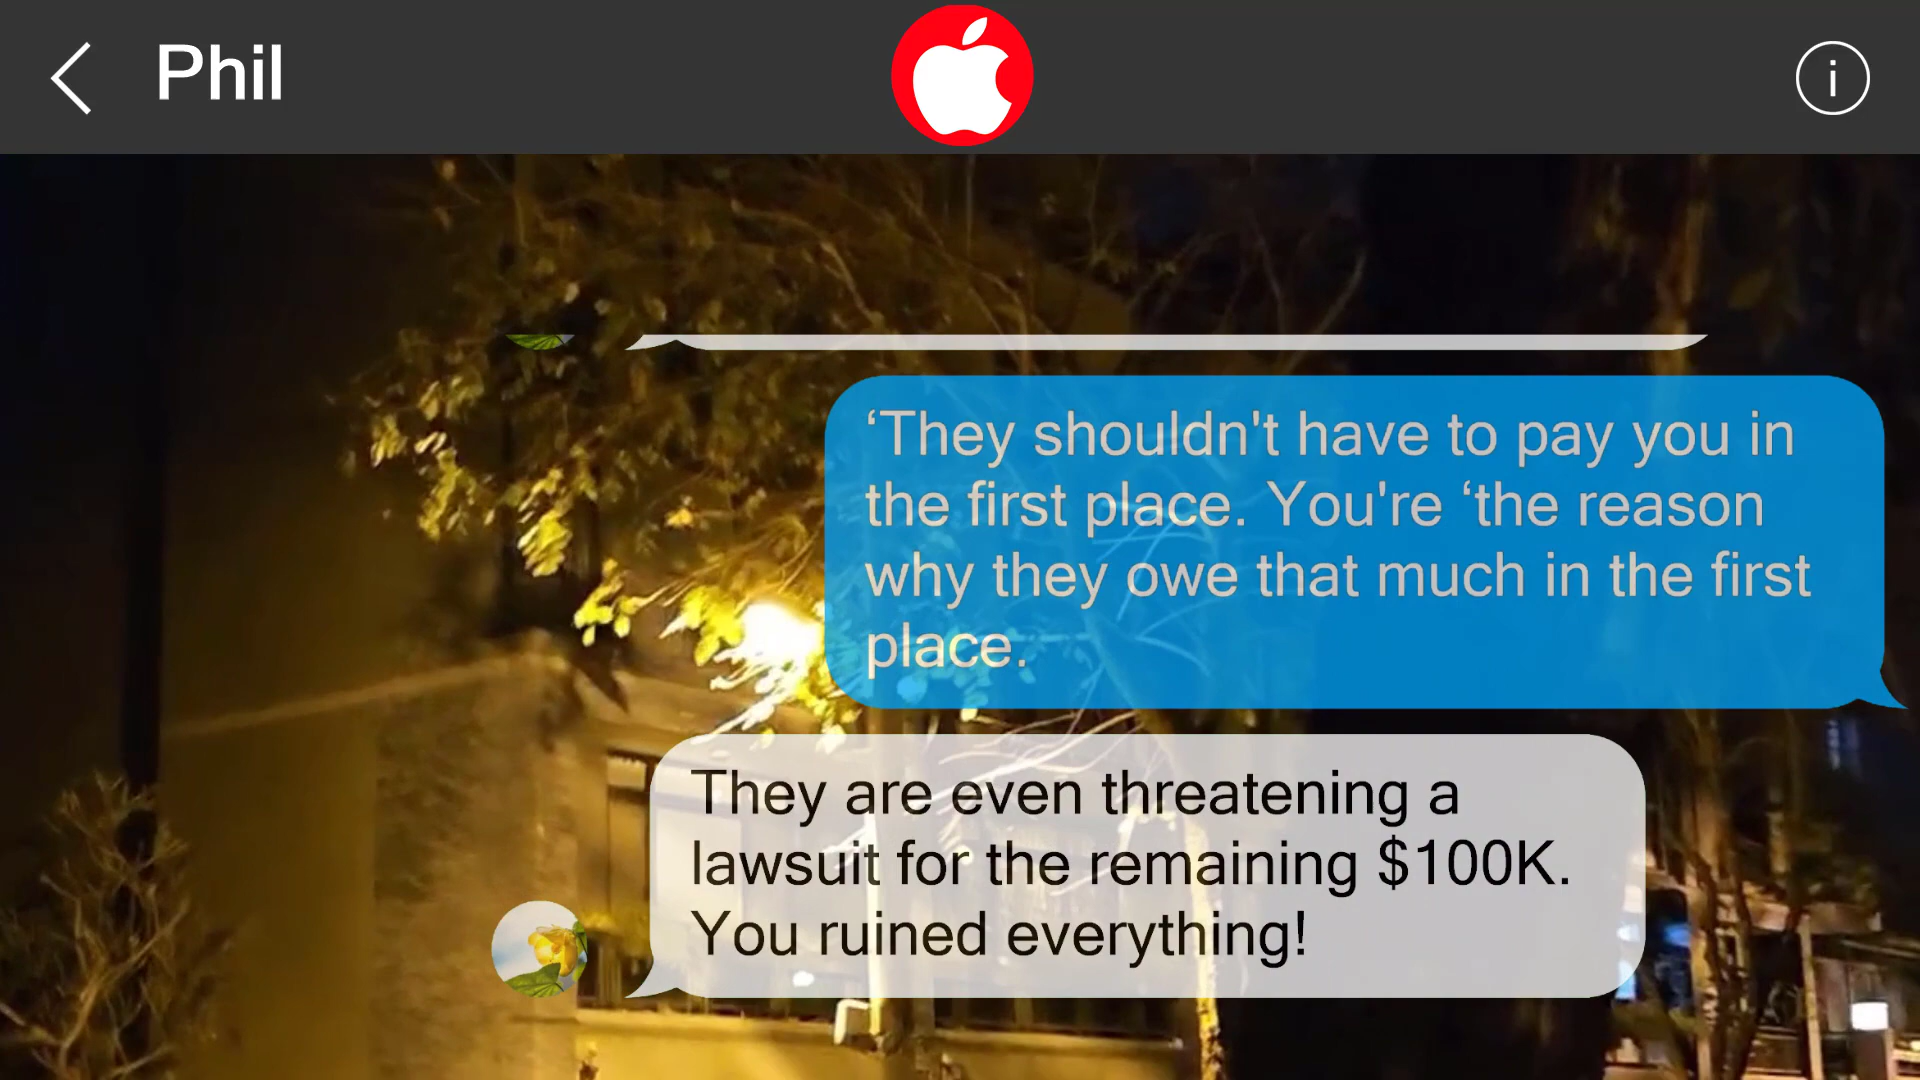 Phil
i
‘They shouldn't have to pay you in
the first place. You're ‘the reason
why they owe that much in the first
place.
They are even threatening a
lawsuit for the remaining $100K.
You ruined everything!